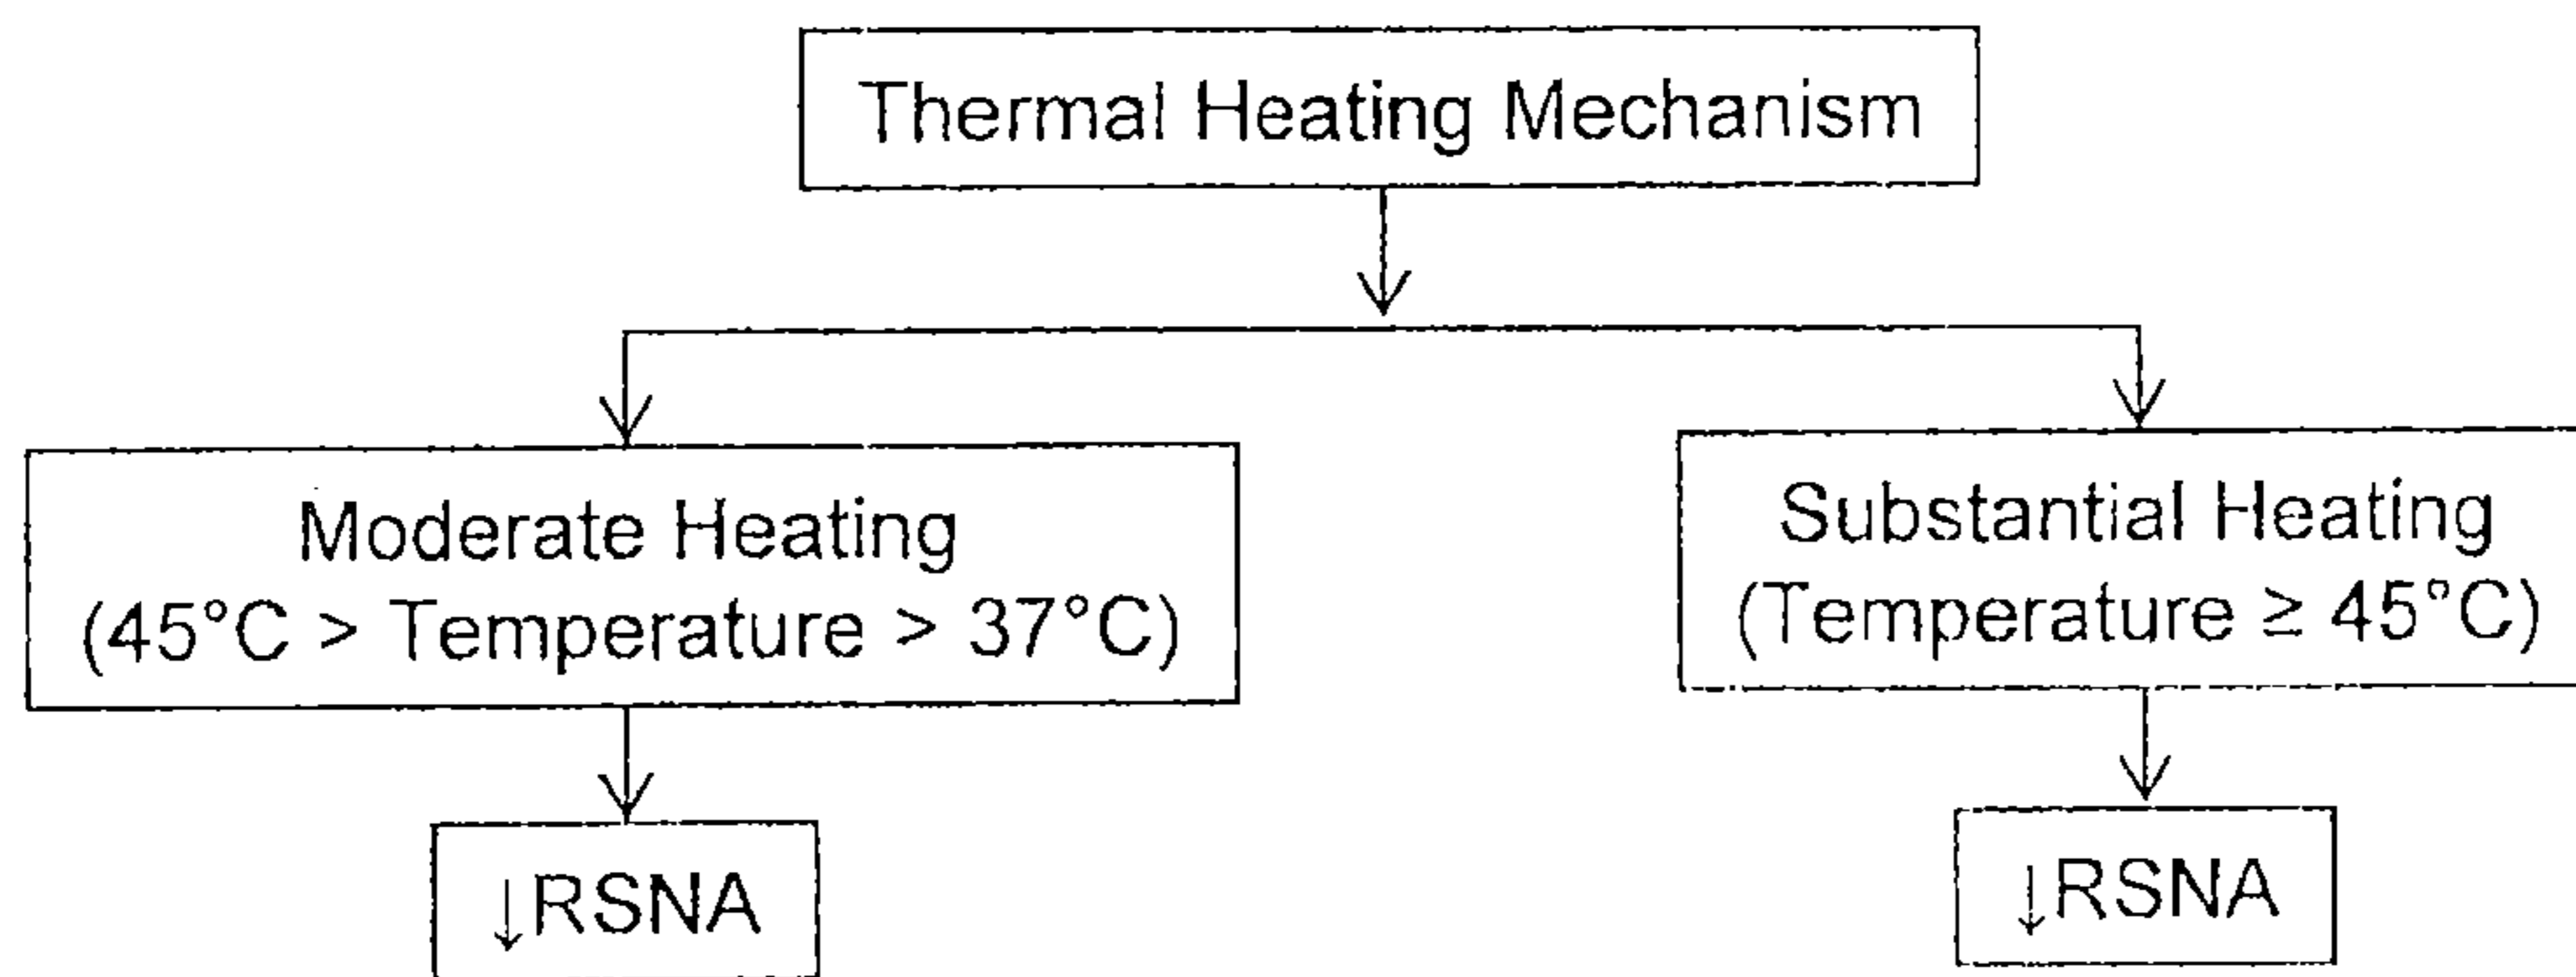 Thermal Heating Mechanism
Moderate Heating
(45°C > Temperature > 37°C)
Substantial Heating
(Temperature ≥ 45°C)
↓RSNA
↓RSNA